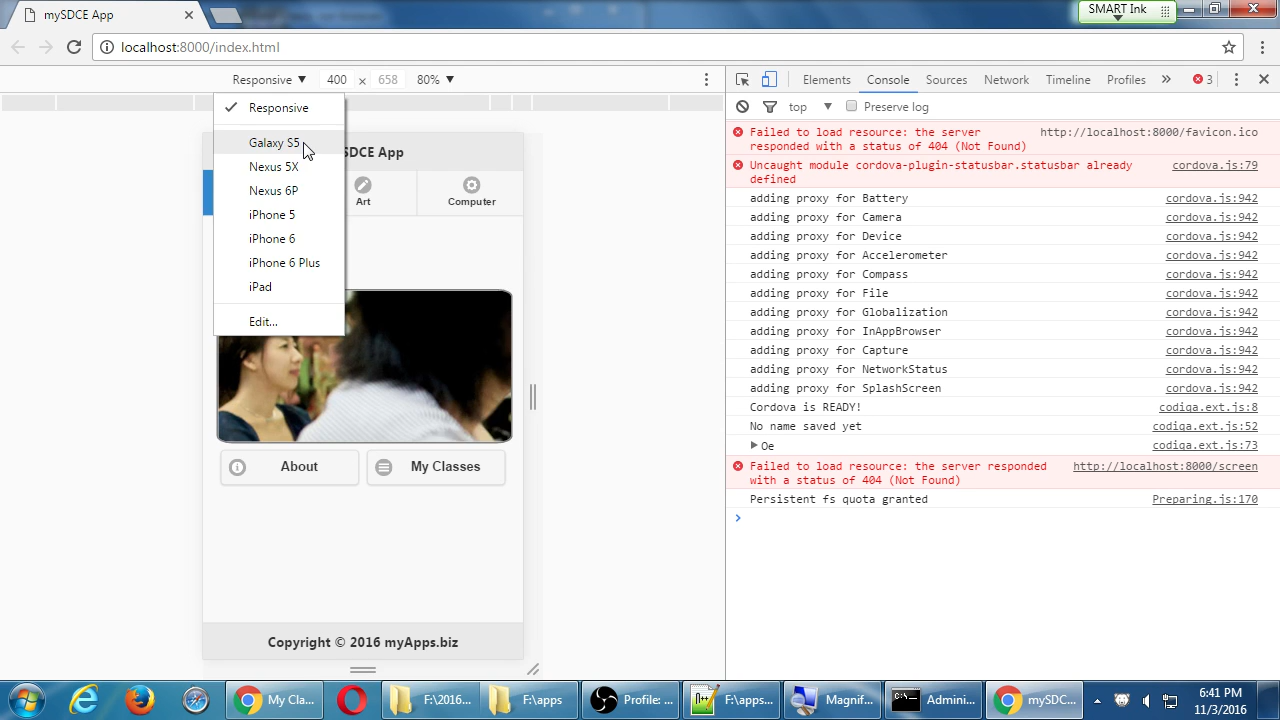 SMART Ink
mySDCE App
localhost:8000/index.html
Responsive 400 × 658 80%
Elements Console Sources Network Timeline Profiles » 3
top Preserve log
Responsive
Galaxy S5
Nexus 5X
Nexus 6P
iPhone 5
iPhone 6
iPhone 6 Plus
iPad
Edit...
SDCE App
Art
Computer
About
My Classes
Copyright © 2016 myApps.biz
Failed to load resource: the server http://localhost:8000/favicon.ico
responded with a status of 404 (Not Found)
Uncaught module cordova-plugin-statusbar.statusbar already cordova.js:79
defined
adding proxy for Battery cordova.js:942
adding proxy for Camera cordova.js:942
adding proxy for Device cordova.js:942
adding proxy for Accelerometer cordova.js:942
adding proxy for Compass cordova.js:942
adding proxy for File cordova.js:942
adding proxy for Globalization cordova.js:942
adding proxy for InAppBrowser cordova.js:942
adding proxy for Capture cordova.js:942
adding proxy for NetworkStatus cordova.js:942
adding proxy for SplashScreen cordova.js:942
Cordova is READY! codiqa.ext.js:8
No name saved yet codiqa.ext.js:52
Oe codiqa.ext.js:73
Failed to load resource: the server responded http://localhost:8000/screen
with a status of 404 (Not Found)
Persistent fs quota granted Preparing.js:170
My Cla... F:\2016... F:\apps Profile: ... F:\apps... Magnif... Admini... mySDC...
6:41 PM
11/3/2016